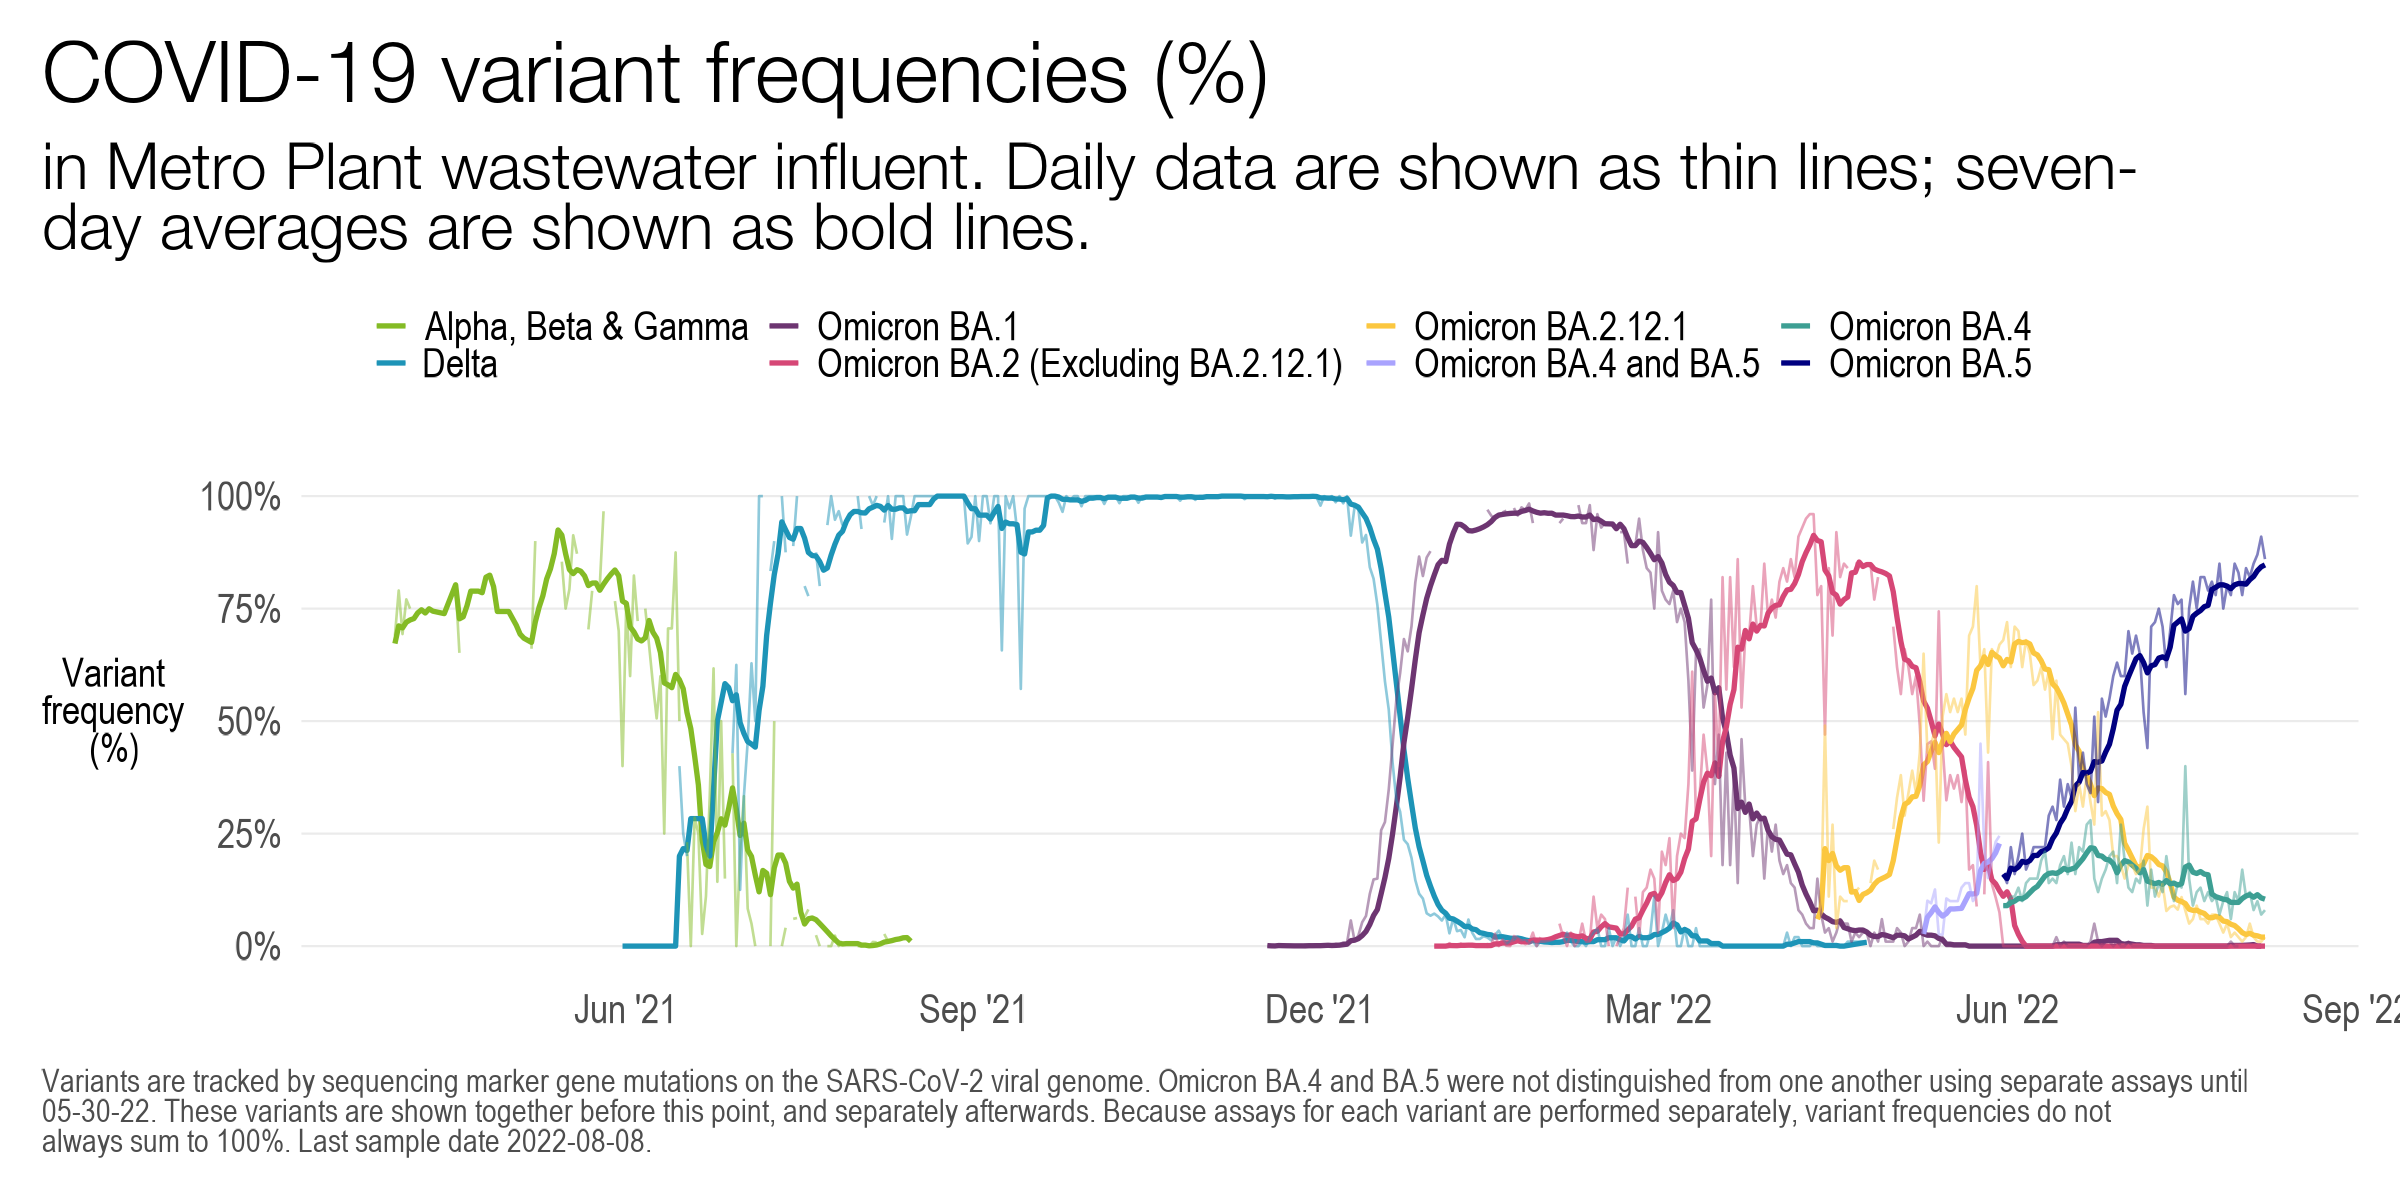 COVID-19 variant frequencies (%)
in Metro Plant wastewater influent. Daily data are shown as thin lines; seven-
day averages are shown as bold lines.
Alpha, Beta & Gamma
Delta
Omicron BA.1
Omicron BA.2 (Excluding BA.2.12.1)
Omicron BA.2.12.1
Omicron BA.4 and BA.5
Omicron BA.4
Omicron BA.5
Variant
frequency
(%)
100%
75%
50%
25%
0%
Jun '21
Sep '21
Dec '21
Mar '22
Jun '22
Sep '22
Variants are tracked by sequencing marker gene mutations on the SARS-CoV-2 viral genome. Omicron BA.4 and BA.5 were not distinguished from one another using separate assays until
05-30-22. These variants are shown together before this point, and separately afterwards. Because assays for each variant are performed separately, variant frequencies do not
always sum to 100%. Last sample date 2022-08-08.